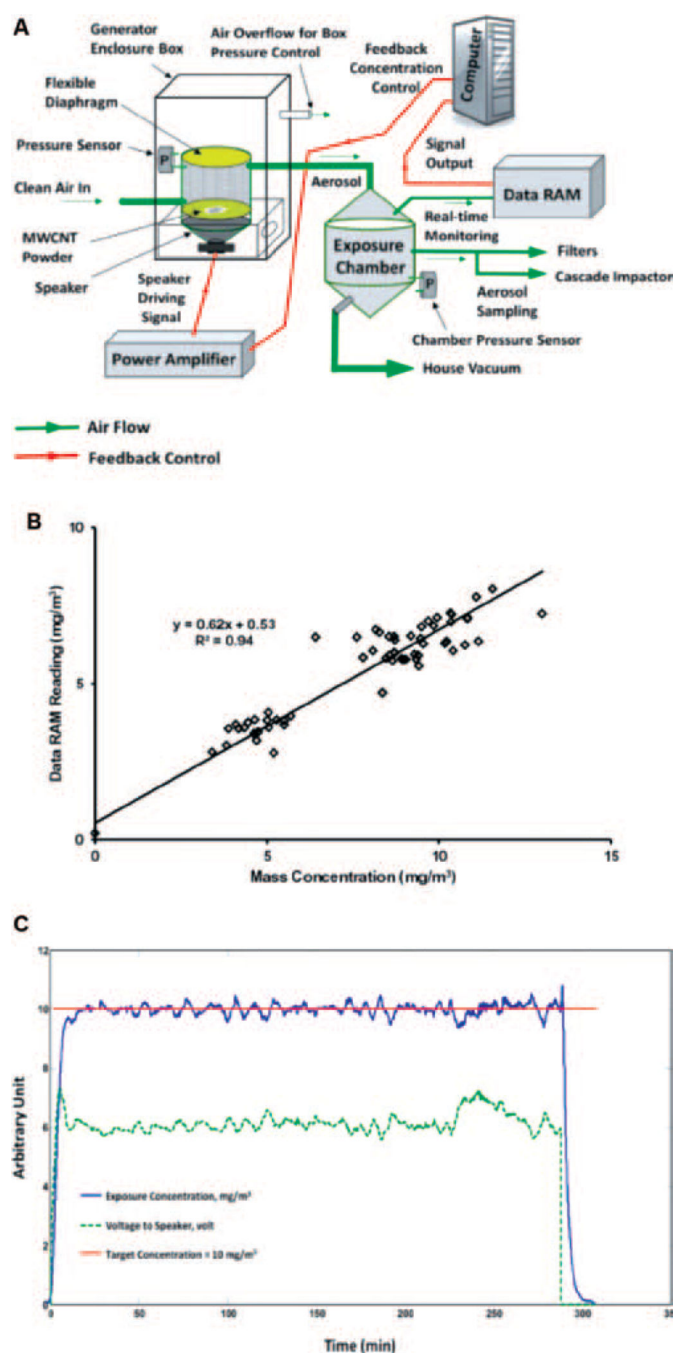 A
Generator
Enclosure Box
Air Overflow for Box
Pressure Control
Feedback
Concentration
Control
Computer
Flexible
Diaphragm
Pressure Sensor
P
Clean Air In
Aerosol
Signal
Output
Data RAM
Real-time
Monitoring
MWCNT
Powder
Speaker
Exposure
Chamber
Filters
Cascade Impactor
P
Aerosol
Sampling
Speaker
Driving
Signal
Chamber Pressure Sensor
Power Amplifier
House Vacuum
Air Flow
Feedback Control
B
10
y = 0.62x + 0.53
R² = 0.94
Data RAM Reading (mg/m³)
5
0
0
5
10
15
Mass Concentration (mg/m³)
C
12
10
8
6
4
2
0
Arbitrary Unit
Exposure Concentration, mg/m³
Voltage to Speaker, volt
Target Concentration = 10 mg/m³
0
50
100
150
200
250
300
35
Time (min)